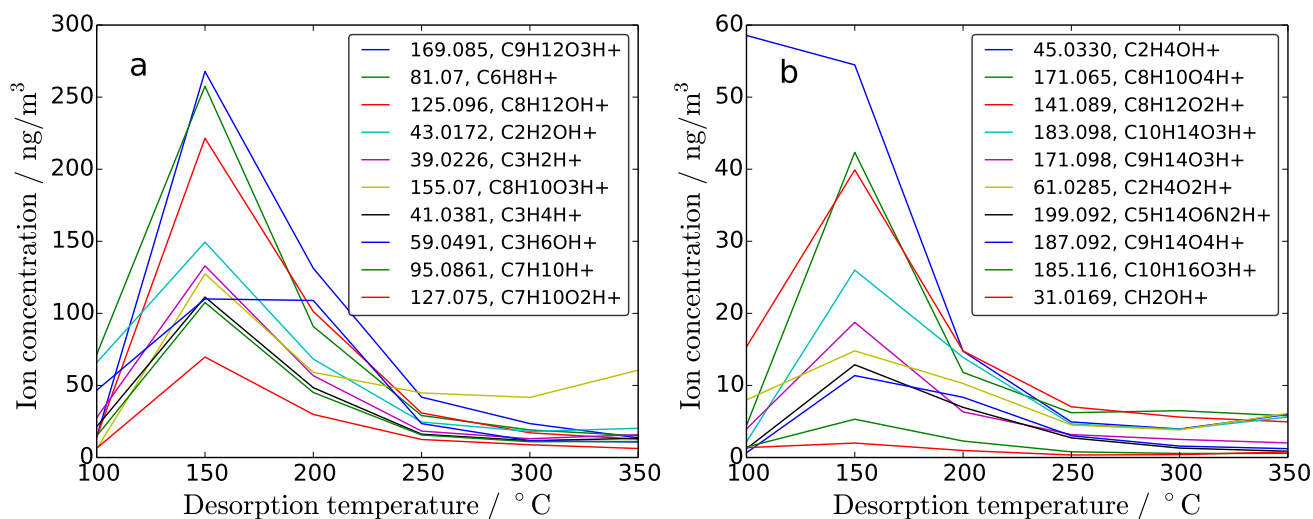 300
250
200
150
100
50
0
100
150
200
250
300
350
Desorption temperature / °C
Ion concentration / ng/m³
a
169.085, C9H12O3H+
81.07, C6H8H+
125.096, C8H12OH+
43.0172, C2H2OH+
39.0226, C3H2H+
155.07, C8H10O3H+
41.0381, C3H4H+
59.0491, C3H6OH+
95.0861, C7H10H+
127.075, C7H10O2H+
60
50
40
30
20
10
0
100
150
200
250
300
350
Desorption temperature / °C
Ion concentration / ng/m³
b
45.0330, C2H4OH+
171.065, C8H10O4H+
141.089, C8H12O2H+
183.098, C10H14O3H+
171.098, C9H14O3H+
61.0285, C2H4O2H+
199.092, C5H14O6N2H+
187.092, C9H14O4H+
185.116, C10H16O3H+
31.0169, CH2OH+